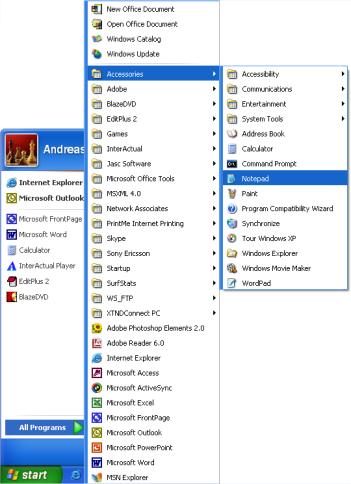 New Office Document
Open Office Document
Windows Catalog
Windows Update
Accessories
Adobe
BlazeDVD
EditPlus 2
Games
InterActual
Jasc Software
Microsoft Office Tools
MSXML 4.0
Network Associates
PrintMe Internet Printing
Skype
Sony Ericsson
Startup
SurfStats
WS_FTP
XTNDConnect PC
Adobe Photoshop Elements 2.0
Adobe Reader 6.0
Internet Explorer
Microsoft Access
Microsoft ActiveSync
Microsoft Excel
Microsoft FrontPage
Microsoft Outlook
Microsoft PowerPoint
Microsoft Word
MSN Explorer
Accessibility
Communications
Entertainment
System Tools
Address Book
Calculator
Command Prompt
Notepad
Paint
Program Compatibility Wizard
Synchronize
Tour Windows XP
Windows Explorer
Windows Movie Maker
WordPad
Andreas
Internet Explorer
Microsoft Outlook
Microsoft FrontPage
Microsoft Word
Calculator
InterActual Player
EditPlus 2
BlazeDVD
All Programs
start